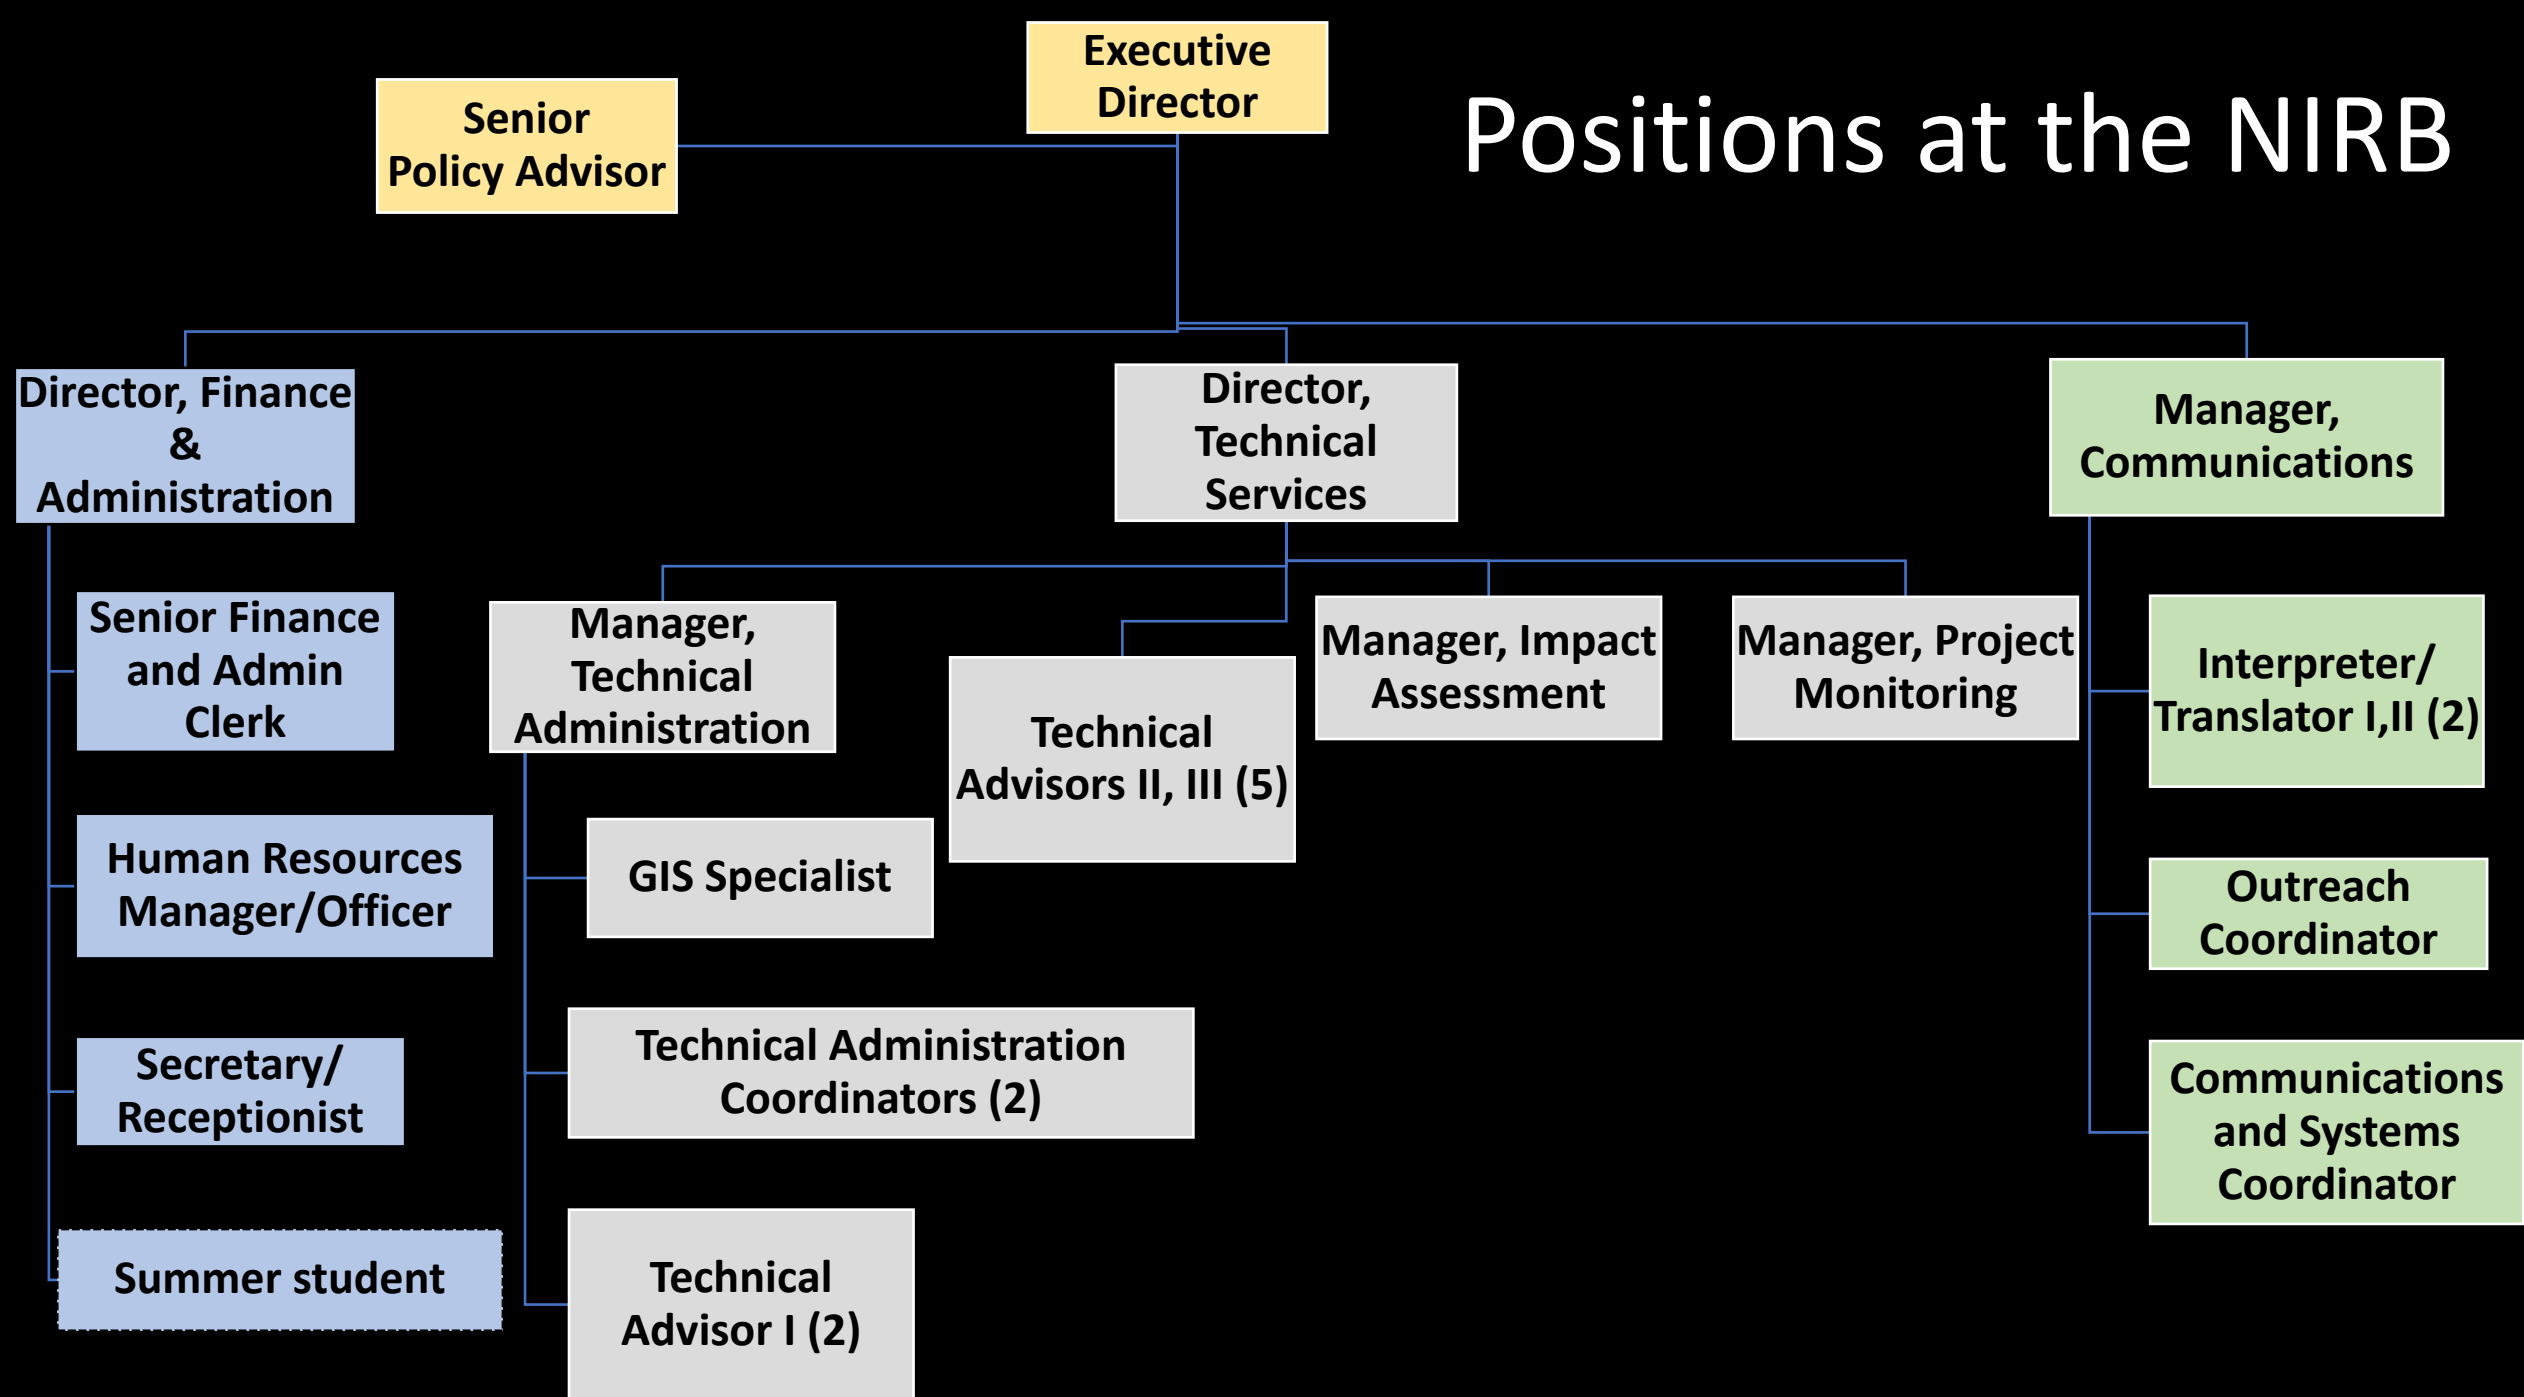 Positions at the NIRB
Executive
Director
Senior
Policy Advisor
Director, Finance
&
Administration
Senior Finance
and Admin
Clerk
Human Resources
Manager/Officer
Secretary/
Receptionist
Summer student
Director,
Technical
Services
Manager,
Technical
Administration
GIS Specialist
Technical Administration
Coordinators (2)
Technical
Advisor I (2)
Technical
Advisors II, III (5)
Manager, Impact
Assessment
Manager, Project
Monitoring
Manager,
Communications
Interpreter/
Translator I,II (2)
Outreach
Coordinator
Communications
and Systems
Coordinator